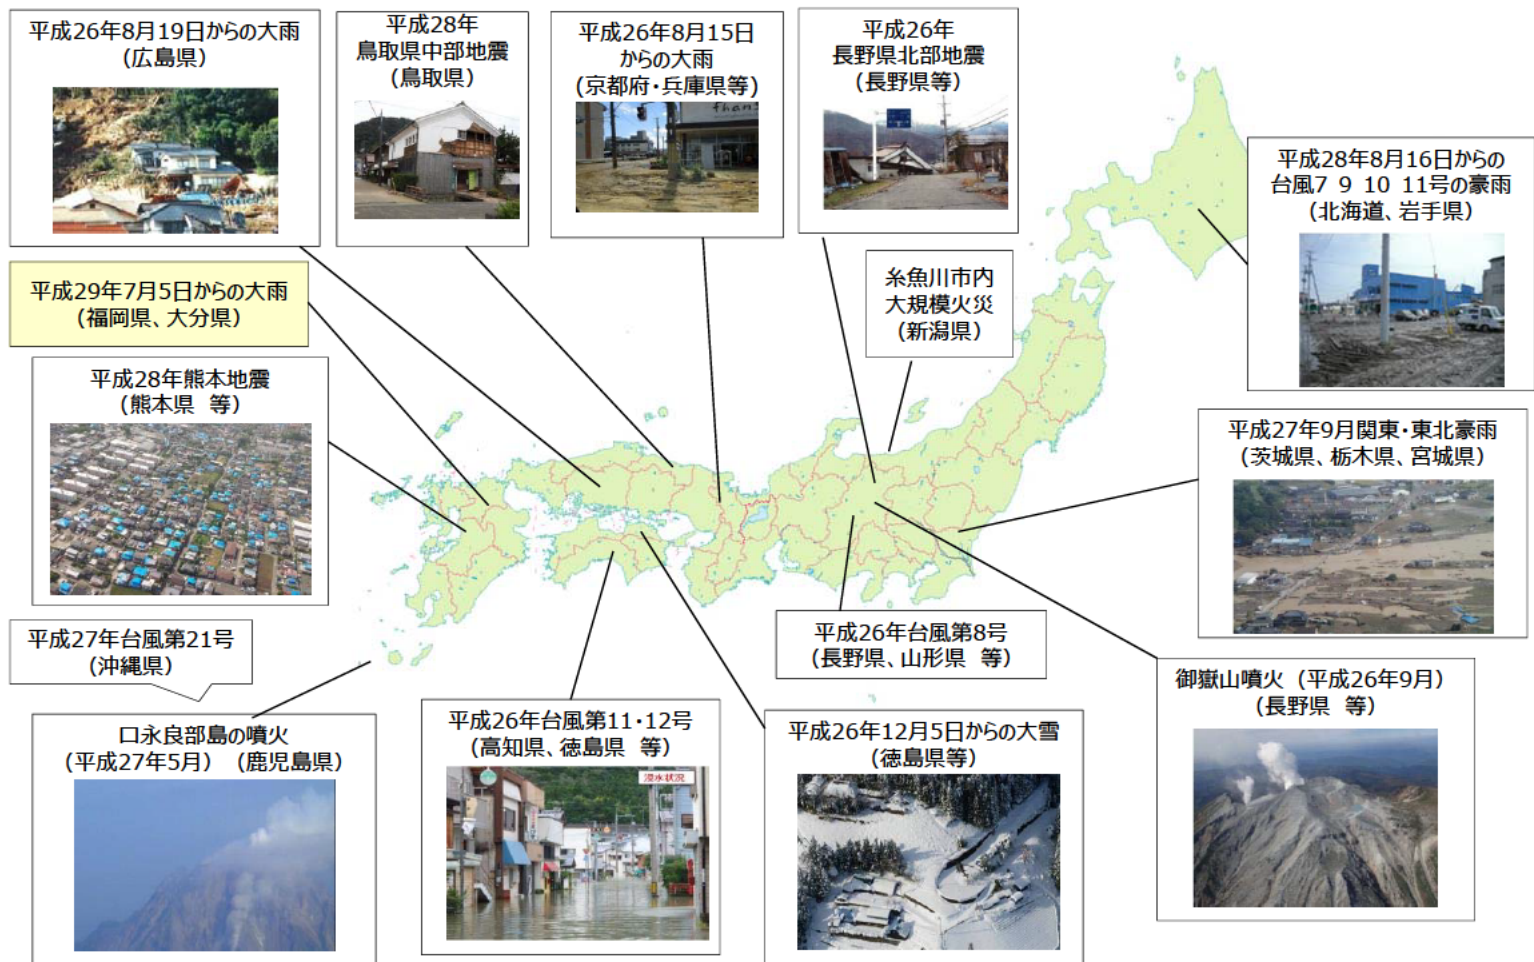 平成26年8月19日からの大雨
(広島県)
平成28年
鳥取県中部地震
(鳥取県)
平成26年8月15日
からの大雨
(京都府・兵庫県等)
平成26年
長野県北部地震
(長野県等)
平成28年8月16日からの
台風7 9 10 11号の豪雨
(北海道、岩手県)
平成29年7月5日からの大雨
(福岡県、大分県)
糸魚川市内
大規模火災
(新潟県)
平成28年熊本地震
(熊本県 等)
平成27年9月関東・東北豪雨
(茨城県、栃木県、宮城県)
平成27年台風第21号
(沖縄県)
平成26年台風第8号
(長野県、山形県 等)
御嶽山噴火(平成26年9月)
(長野県 等)
口永良部島の噴火
(平成27年5月) (鹿児島県)
平成26年台風第11・12号
(高知県、徳島県 等)
浸水状況
平成26年12月5日からの大雪
(徳島県等)